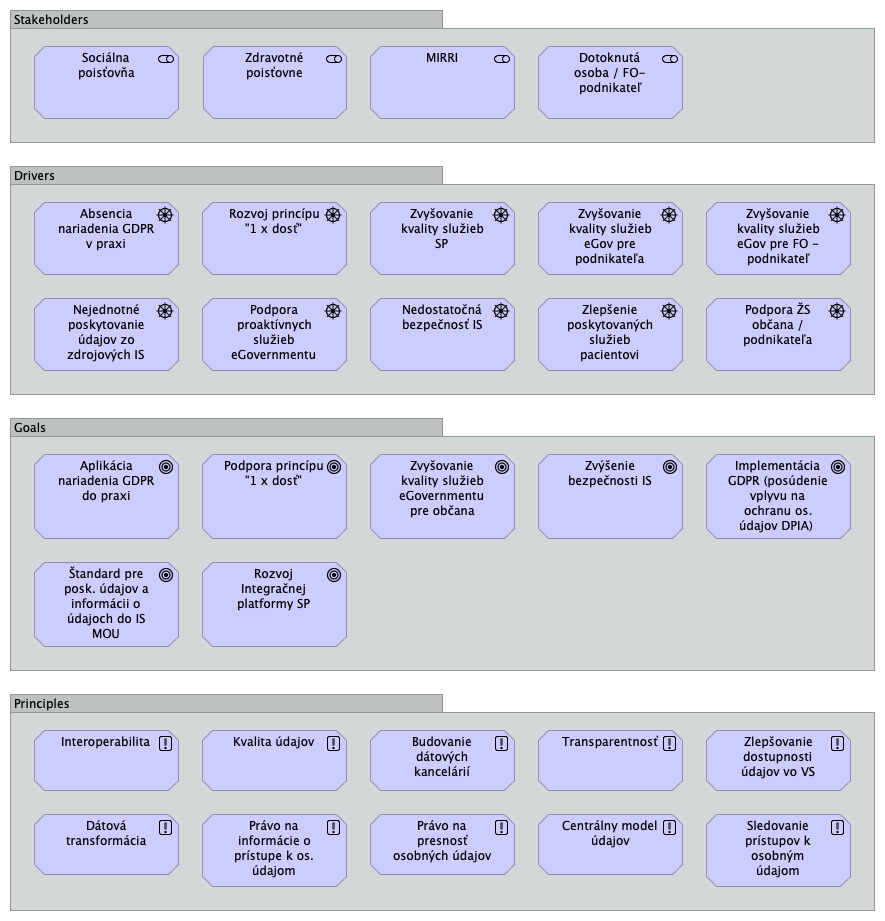 Stakeholders
Sociálna
poisťovňa
Zdravotné
poisťovne
MIRRI
Dotoknutá
osoba / FO-
podnikateľ
Drivers
Absencia
nariadenia GDPR
v praxi
Rozvoj princípu
"1 x dosť"
Zvyšovanie
kvality služieb
SP
Zvyšovanie
kvality služieb
eGov pre
podnikateľa
Zvyšovanie
kvality služieb
eGov pre FO -
podnikateľ
Nejednotné
poskytovanie
údajov zo
zdrojových IS
Podpora
proaktívnych
služieb
eGovernmentu
Nedostatočná
bezpečnosť IS
Zlepšenie
poskytovaných
služieb
pacientovi
Podpora ŽS
občana /
podnikateľa
Goals
Aplikácia
nariadenia GDPR
do praxi
Podpora princípu
"1 x dosť"
Zvyšovanie
kvality služieb
eGovernmentu
pre občana
Zvýšenie
bezpečnosti IS
Implementácia
GDPR (posúdenie
vplyvu na
ochranu os.
údajov DPIA)
Štandard pre
posk. údajov a
informácii o
údajoch do IS
MOU
Rozvoj
Integračnej
platformy SP
Principles
Interoperabilita
Kvalita údajov
Budovanie
dátových
kancelárií
Transparentnosť
Zlepšovanie
dostupnosti
údajov vo VS
Dátová
transformácia
Právo na
informácie o
prístupe k os.
údajom
Právo na
presnosť
osobných údajov
Centrálny model
údajov
Sledovanie
prístupov k
osobným
údajom